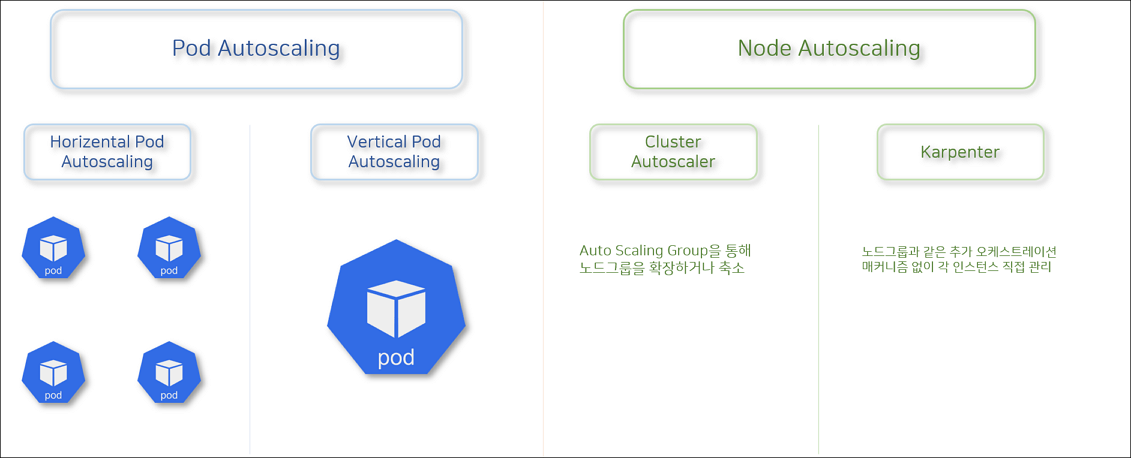 Pod Autoscaling
Node Autoscaling
Horizental Pod
Autoscaling
Vertical Pod
Autoscaling
Cluster
Autoscaler
Karpenter
pod
pod
pod
pod
pod
Auto Scaling Group을 통해
노드그룹을 확장하거나 축소
노드그룹과 같은 추가 오케스트레이션
매커니즘 없이 각 인스턴스 직접 관리